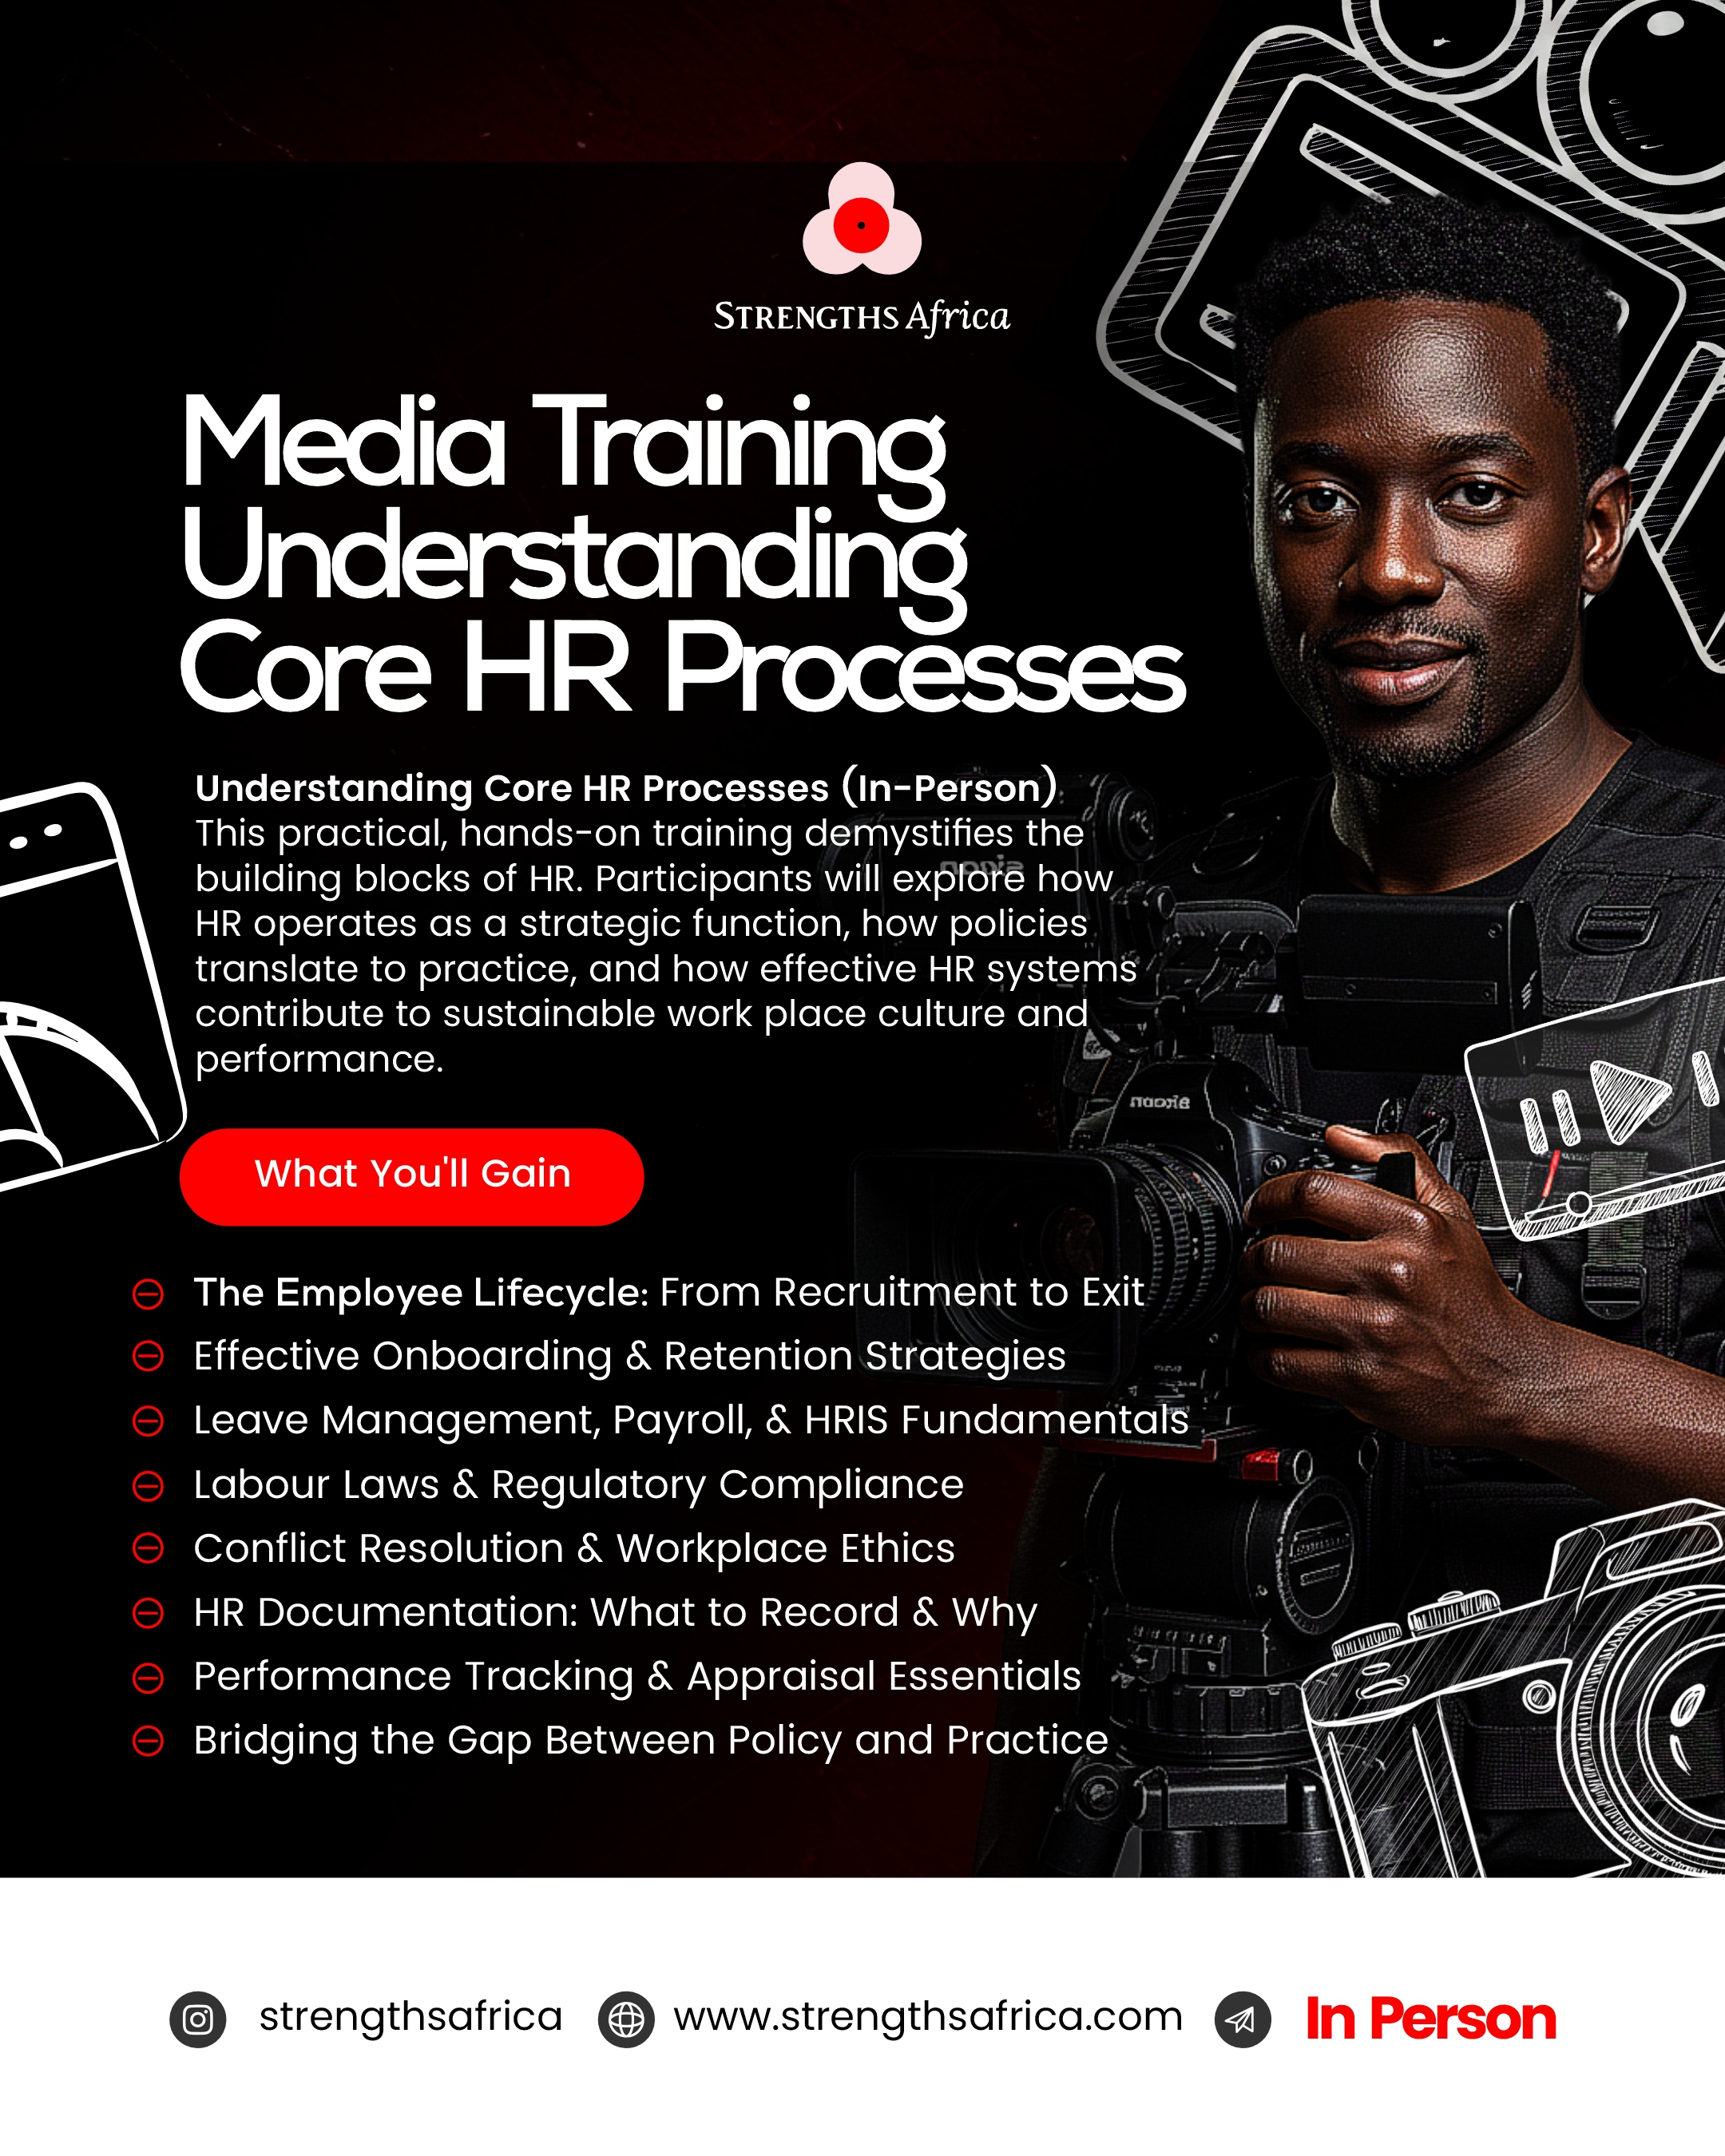 STRENGTHS Africa
Media Training
Understanding
Core HR Processes
Understanding Core HR Processes (In-Person)
This practical, hands-on training demystifies the
building blocks of HR. Participants will explore how
HR operates as a strategic function, how policies
translate to practice, and how effective HR systems
contribute to sustainable work place culture and
performance.
What You'll Gain
The Employee Lifecycle: From Recruitment to Exit
Effective Onboarding & Retention Strategies
Leave Management, Payroll, & HRIS Fundamentals
Labour Laws & Regulatory Compliance
Conflict Resolution & Workplace Ethics
HR Documentation: What to Record & Why
Performance Tracking & Appraisal Essentials
Bridging the Gap Between Policy and Practice
strengthsafrica
www.strengthsafrica.com
In Person